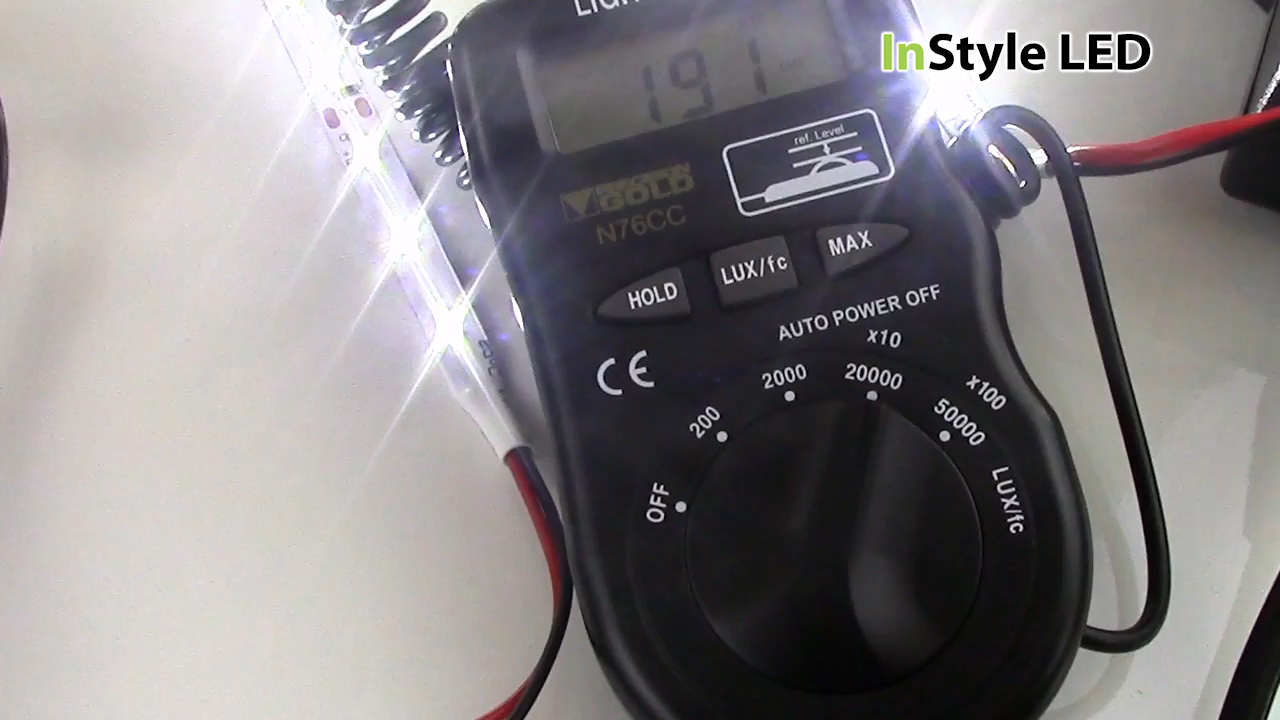 InStyle LED
191
ref. Level
GOLD
N76CC
HOLD
LUX/fc
MAX
AUTO POWER OFF
CE
x10
x100
OFF
200
2000
20000
50000
LUX/fc